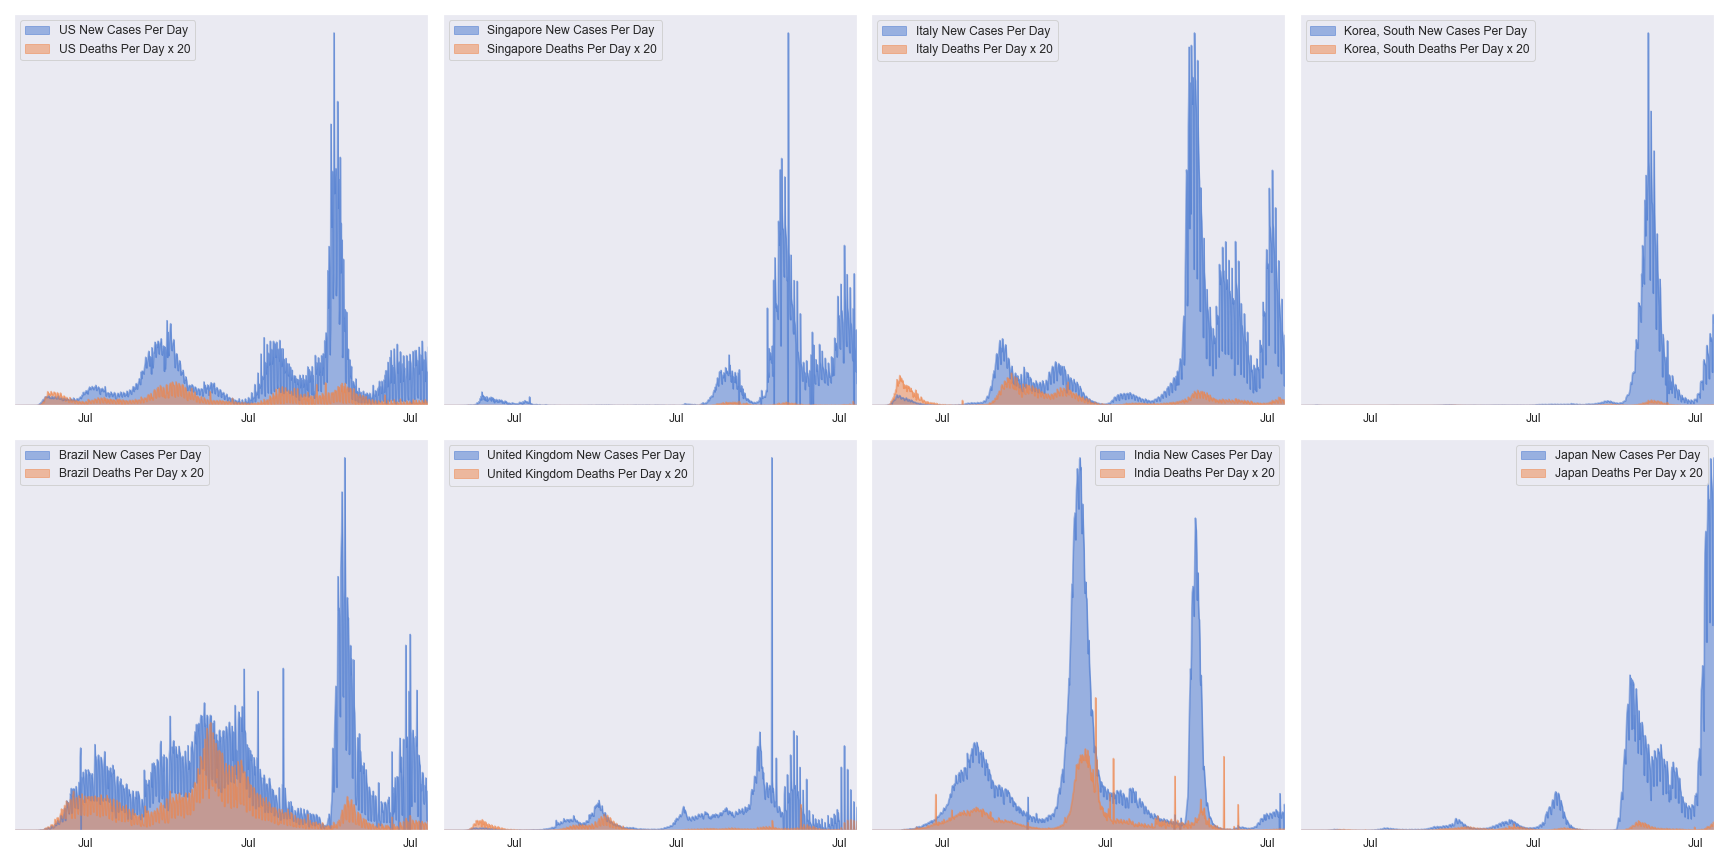 US New Cases Per Day
US Deaths Per Day x 20
Jul Jul Jul
Singapore New Cases Per Day
Singapore Deaths Per Day x 20
Jul Jul Jul
Italy New Cases Per Day
Italy Deaths Per Day x 20
Jul Jul Jul
Korea, South New Cases Per Day
Korea, South Deaths Per Day x 20
Jul Jul Jul
Brazil New Cases Per Day
Brazil Deaths Per Day x 20
Jul Jul Jul
United Kingdom New Cases Per Day
United Kingdom Deaths Per Day x 20
Jul Jul Jul
India New Cases Per Day
India Deaths Per Day x 20
Jul Jul Jul
Japan New Cases Per Day
Japan Deaths Per Day x 20
Jul Jul Jul